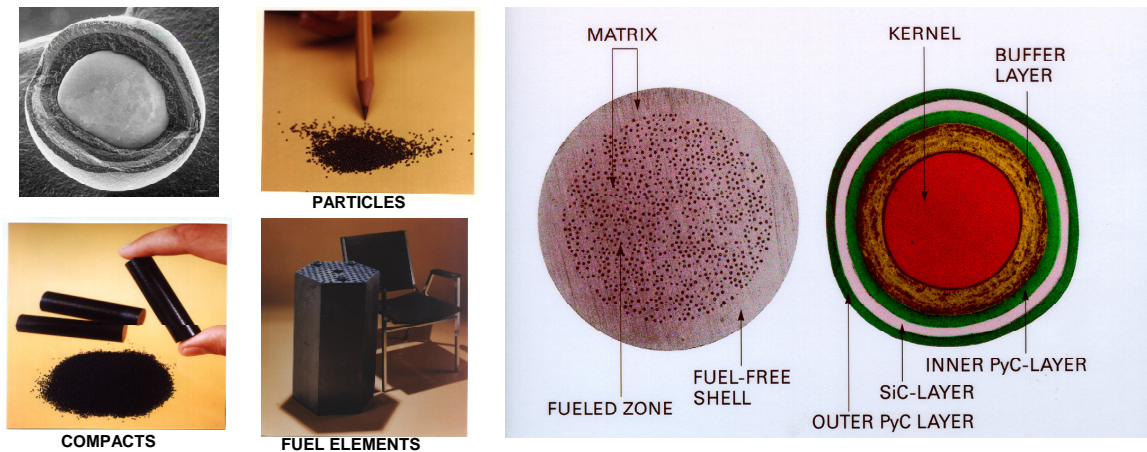 PARTICLES
COMPACTS
FUEL ELEMENTS
MATRIX
KERNEL
BUFFER
LAYER
FUELED ZONE
FUEL-FREE
SHELL
INNER PyC-LAYER
SiC-LAYER
OUTER PyC LAYER